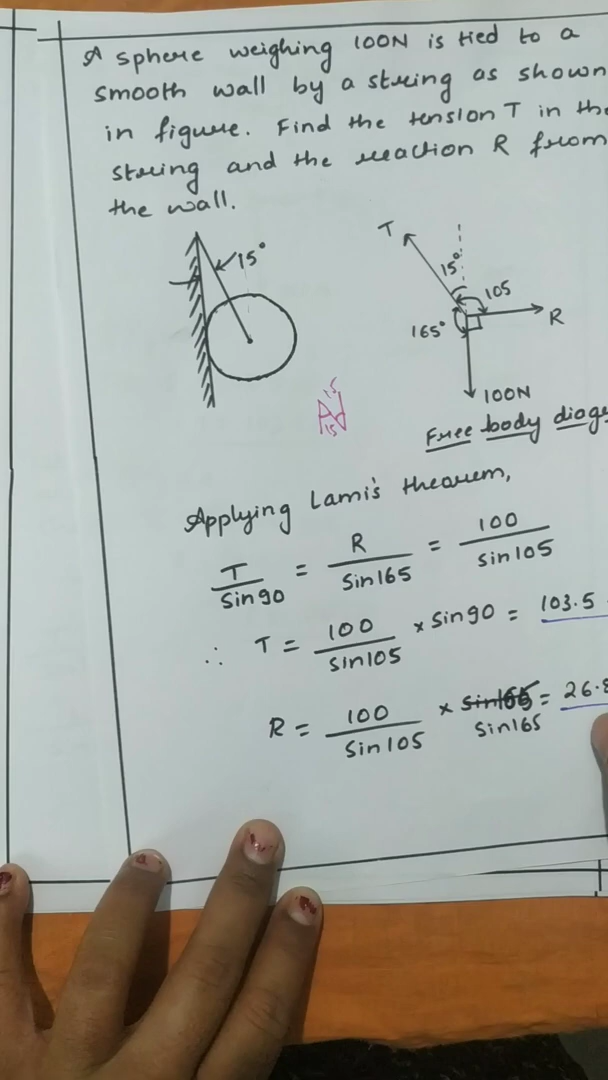 A sphere weighing 100N is tied to a
smooth wall by a string as shown
in figure. Find the tension T in the
string and the reaction R from
the wall.
15°
T
15°
105
R
165°
100N
15
15
Free body diag
Applying Lami's theorem,
T/Sin90 = R/Sin165 = 100/Sin105
∴ T = 100/Sin105 × Sin90 = 103.5
R = 100/Sin105 × Sin165 = 26.8